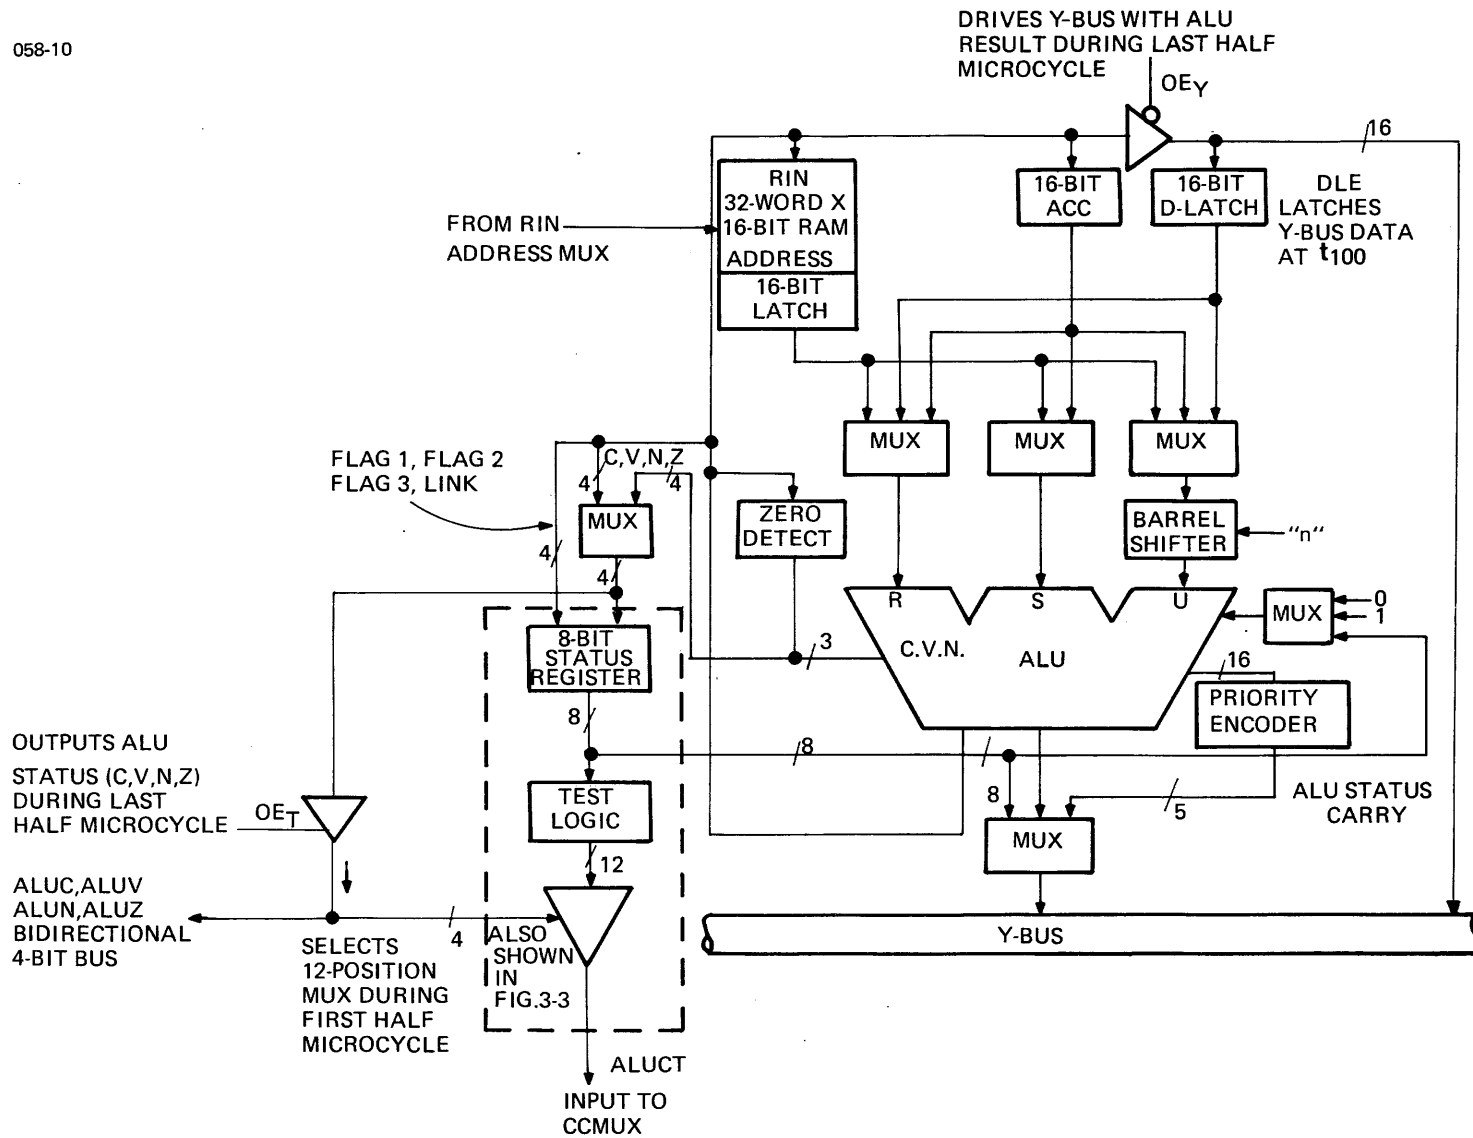 058-10
DRIVES Y-BUS WITH ALU
RESULT DURING LAST HALF
MICROCYCLE
OEY
16
RIN
32-WORD X
16-BIT RAM
ADDRESS
16-BIT
LATCH
FROM RIN
ADDRESS MUX
16-BIT
ACC
16-BIT
D-LATCH
DLE
LATCHES
Y-BUS DATA
AT t100
MUX
MUX
MUX
FLAG 1, FLAG 2
FLAG 3, LINK
C,V,N,Z
4
4
MUX
4
4
ZERO
DETECT
BARREL
SHIFTER
"n"
R
S
U
C.V.N.
ALU
MUX
0
1
3
16
8-BIT
STATUS
REGISTER
PRIORITY
ENCODER
8
8
8
5
ALU STATUS
CARRY
OUTPUTS ALU
STATUS (C,V,N,Z)
DURING LAST
HALF MICROCYCLE
OET
TEST
LOGIC
MUX
12
ALUC,ALUV
ALUN,ALUZ
BIDIRECTIONAL
4-BIT BUS
4
SELECTS
12-POSITION
MUX DURING
FIRST HALF
MICROCYCLE
ALSO
SHOWN
IN
FIG.3-3
Y-BUS
ALUCT
INPUT TO
CCMUX